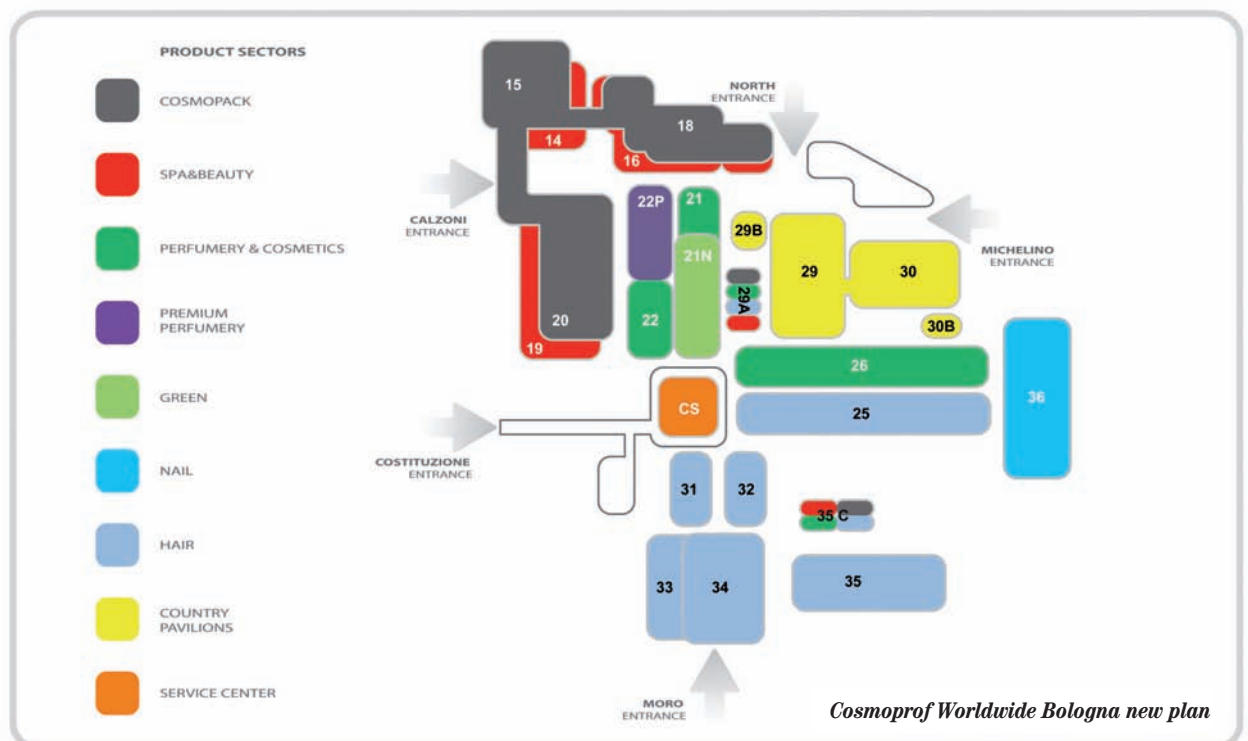 PRODUCT SECTORS
COSMOPACK
SPA&BEAUTY
PERFUMERY & COSMETICS
PREMIUM
PERFUMERY
GREEN
NAIL
HAIR
COUNTRY
PAVILIONS
SERVICE CENTER
15
14
18
16
NORTH
ENTRANCE
CALZONI
ENTRANCE
22P
21
21N
29B
29
30
MICHELINO
ENTRANCE
29A
30B
20
19
22
26
25
36
CS
COSTITUZIONE
ENTRANCE
31
32
35 C
33
34
35
MORO
ENTRANCE
Cosmoprof Worldwide Bologna new plan